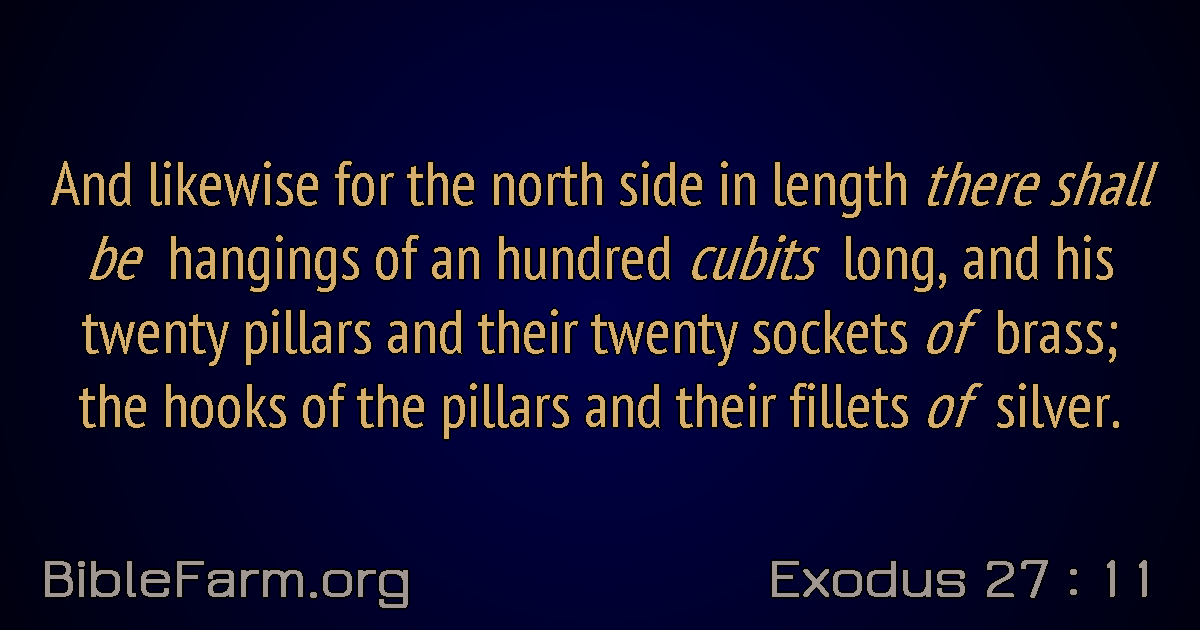 And likewise for the north side in length there shall
be hangings of an hundred cubits long, and his
twenty pillars and their twenty sockets of brass;
the hooks of the pillars and their fillets of silver.
BibleFarm.org
Exodus 27 : 11